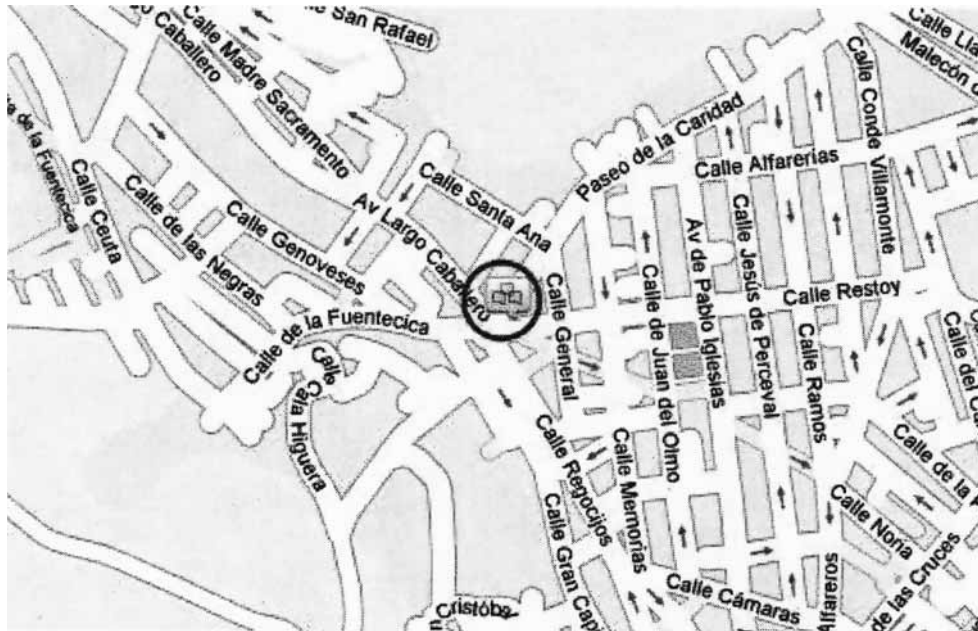 San Rafael
Caballero
Calle Madre Sacramento
Calle Conde Villamonte
Malecón
Paseo de la Caridad
Calle Alfarerías
de la Fuentecica
Calle Ceuta
Calle de las Negras
Calle Genoveses
Av Largo Caballero
Calle Santa Ana
Calle de la Fuentecica
Calle
Cala Higuera
Calle General
Calle de Juan del Olmo
Av de Pablo Iglesias
Calle Jesús de Perceval
Calle Restoy
Calle Ramos
Calle del
Calle de la
Calle Regocijos
Calle Memorias
Calle Gran Capi
Calle Noria
de las Cruces
Calle Cámaras
Alfareros
Cristóba